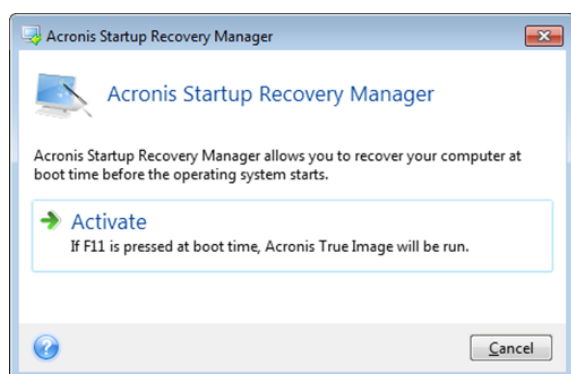 Acronis Startup Recovery Manager
Acronis Startup Recovery Manager
Acronis Startup Recovery Manager allows you to recover your computer at
boot time before the operating system starts.
Activate
If F11 is pressed at boot time, Acronis True Image will be run.
Cancel